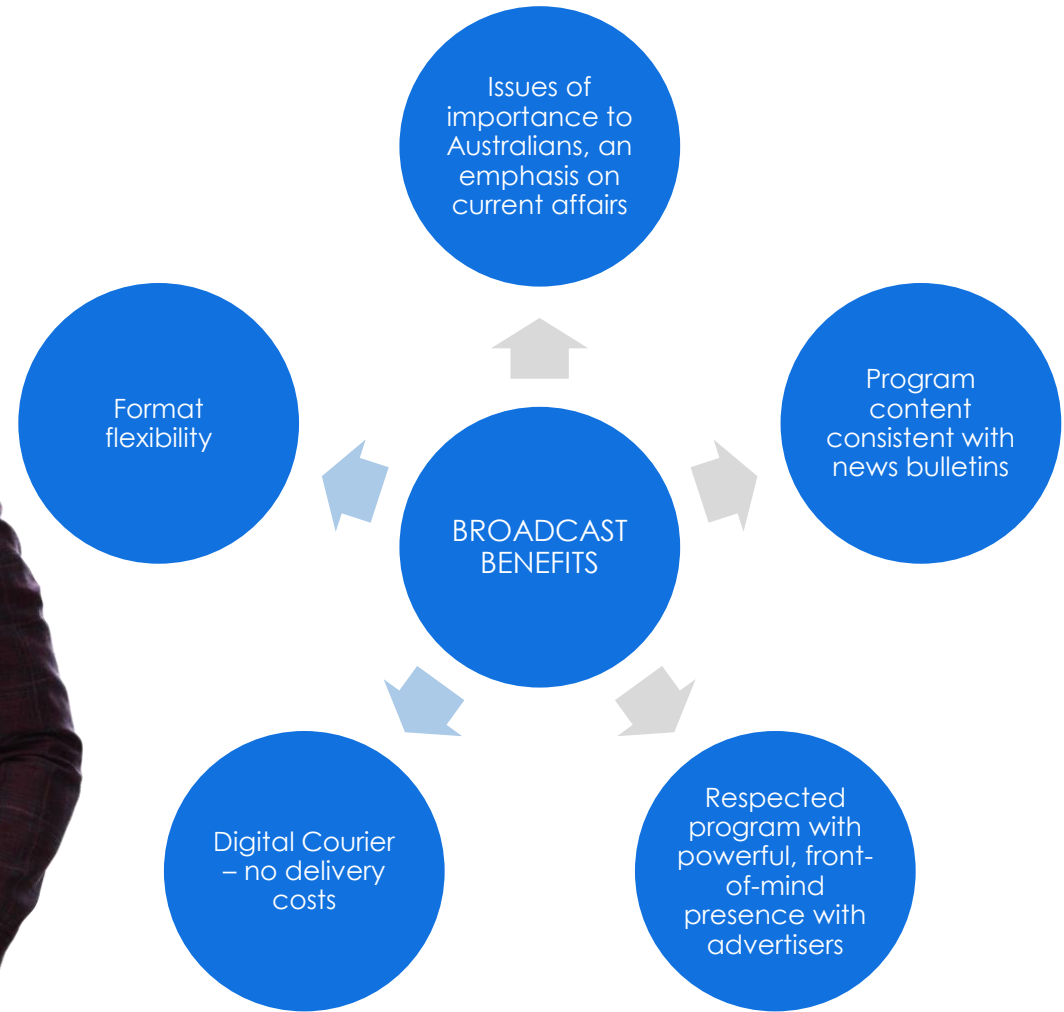 Issues of
importance to
Australians, an
emphasis on
current affairs
Format
flexibility
Program
content
consistent with
news bulletins
BROADCAST
BENEFITS
Digital Courier
– no delivery
costs
Respected
program with
powerful, front-
of-mind
presence with
advertisers